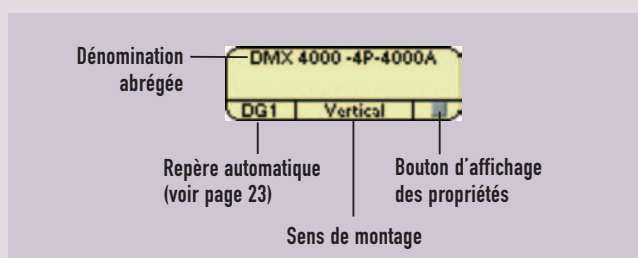 Dénomination
abrégée
DMX 4000 -4P-4000A
DG1
Vertical
Repère automatique
(voir page 23)
Bouton d'affichage
des propriétés
Sens de montage